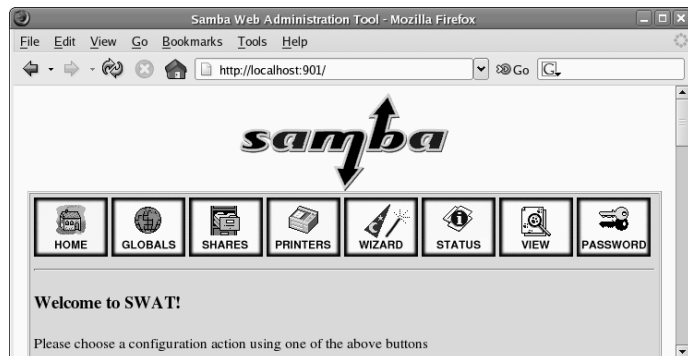 Samba Web Administration Tool - Mozilla Firefox
File Edit View Go Bookmarks Tools Help
http://localhost:901/ Go G
samba
HOME GLOBALS SHARES PRINTERS WIZARD STATUS VIEW PASSWORD
Welcome to SWAT!
Please choose a configuration action using one of the above buttons